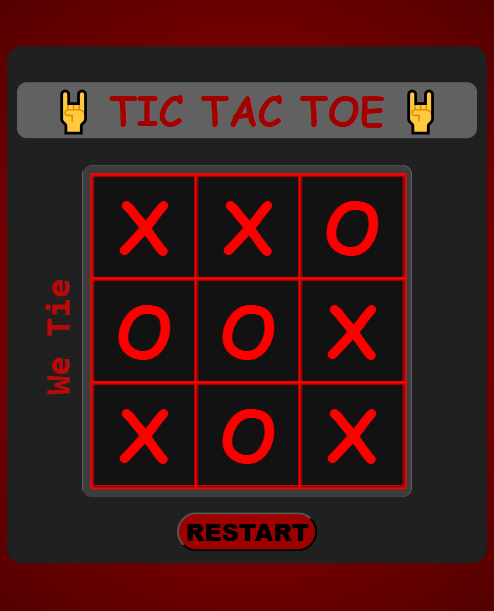 🤘 TIC TAC TOE 🤘
X X O
We Tie
O O X
X O X
RESTART